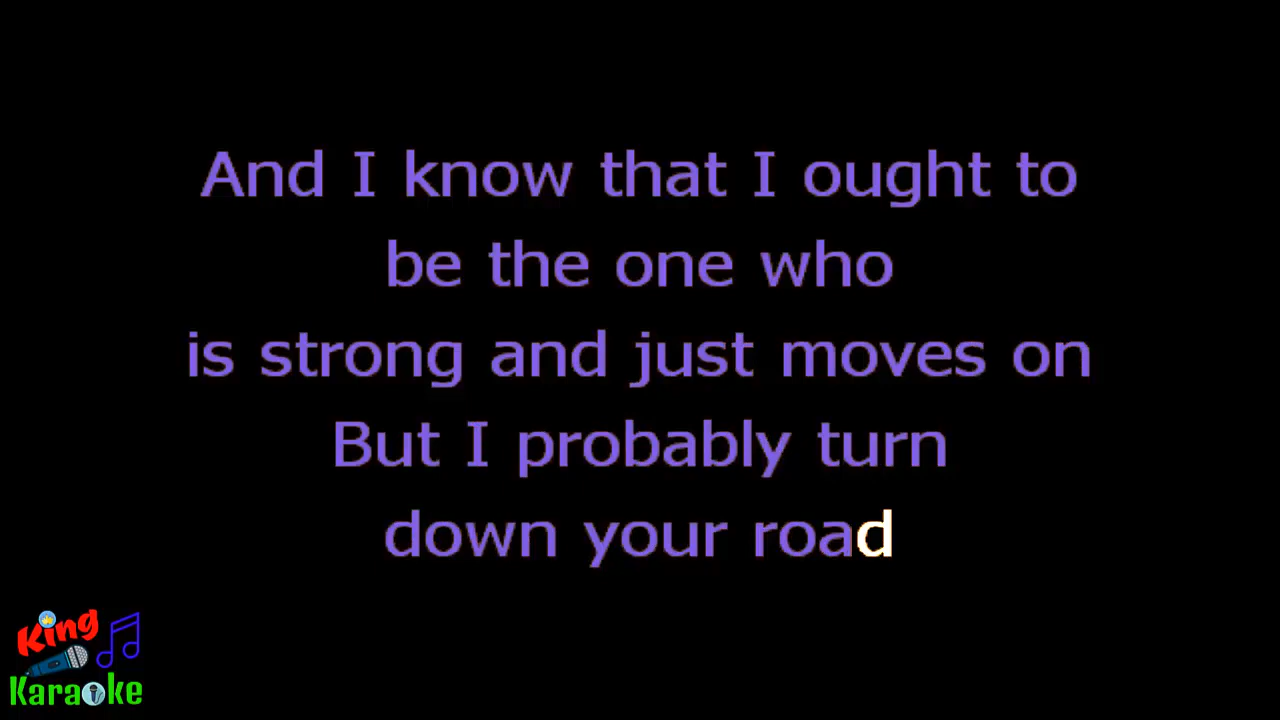 And I know that I ought to
be the one who
is strong and just moves on
But I probably turn
down your road
King
Karaoke